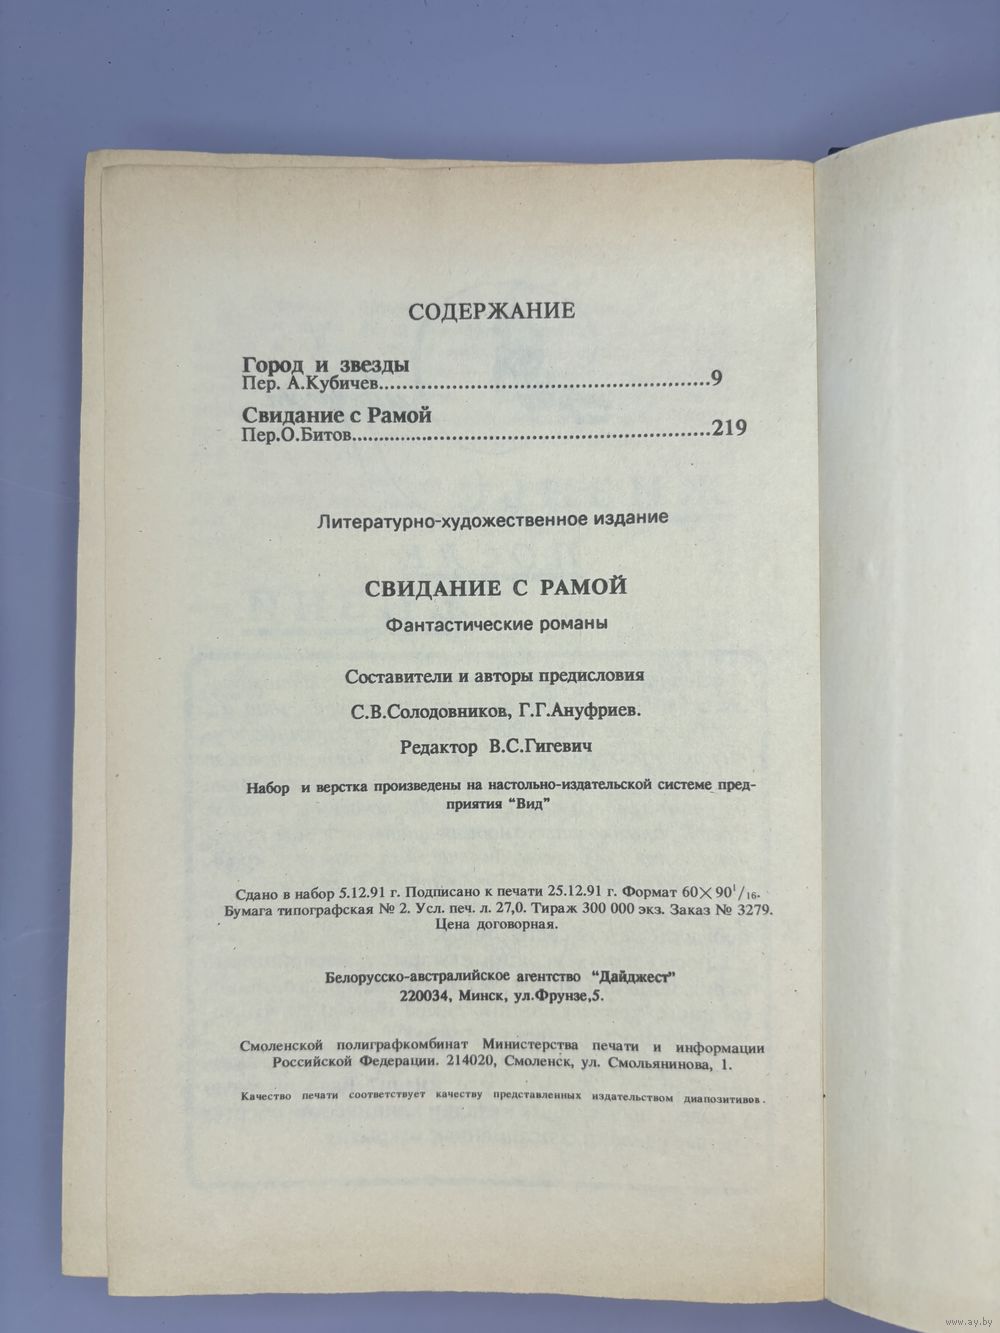 СОДЕРЖАНИЕ
Город и звезды
Пер. А.Кубичев.........................................................9
Свидание с Рамой
Пер.О.Битов.............................................................219
Литературно-художественное издание
СВИДАНИЕ С РАМОЙ
Фантастические романы
Составители и авторы предисловия
С.В.Солодовников, Г.Г.Ануфриев.
Редактор В.С.Гигевич
Набор и верстка произведены на настольно-издательской системе пред-
приятия “Вид”
Сдано в набор 5.12.91 г. Подписано к печати 25.12.91 г. Формат 60×90¹/₁₆.
Бумага типографская № 2. Усл. печ. л. 27,0. Тираж 300 000 экз. Заказ № 3279.
Цена договорная.
Белорусско-австралийское агентство “Дайджест”
220034, Минск, ул.Фрунзе,5.
Смоленской полиграфкомбинат Министерства печати и информации
Российской Федерации. 214020, Смоленск, ул. Смольянинова, 1.
Качество печати соответствует качеству представленных издательством диапозитивов.
www.ay.by